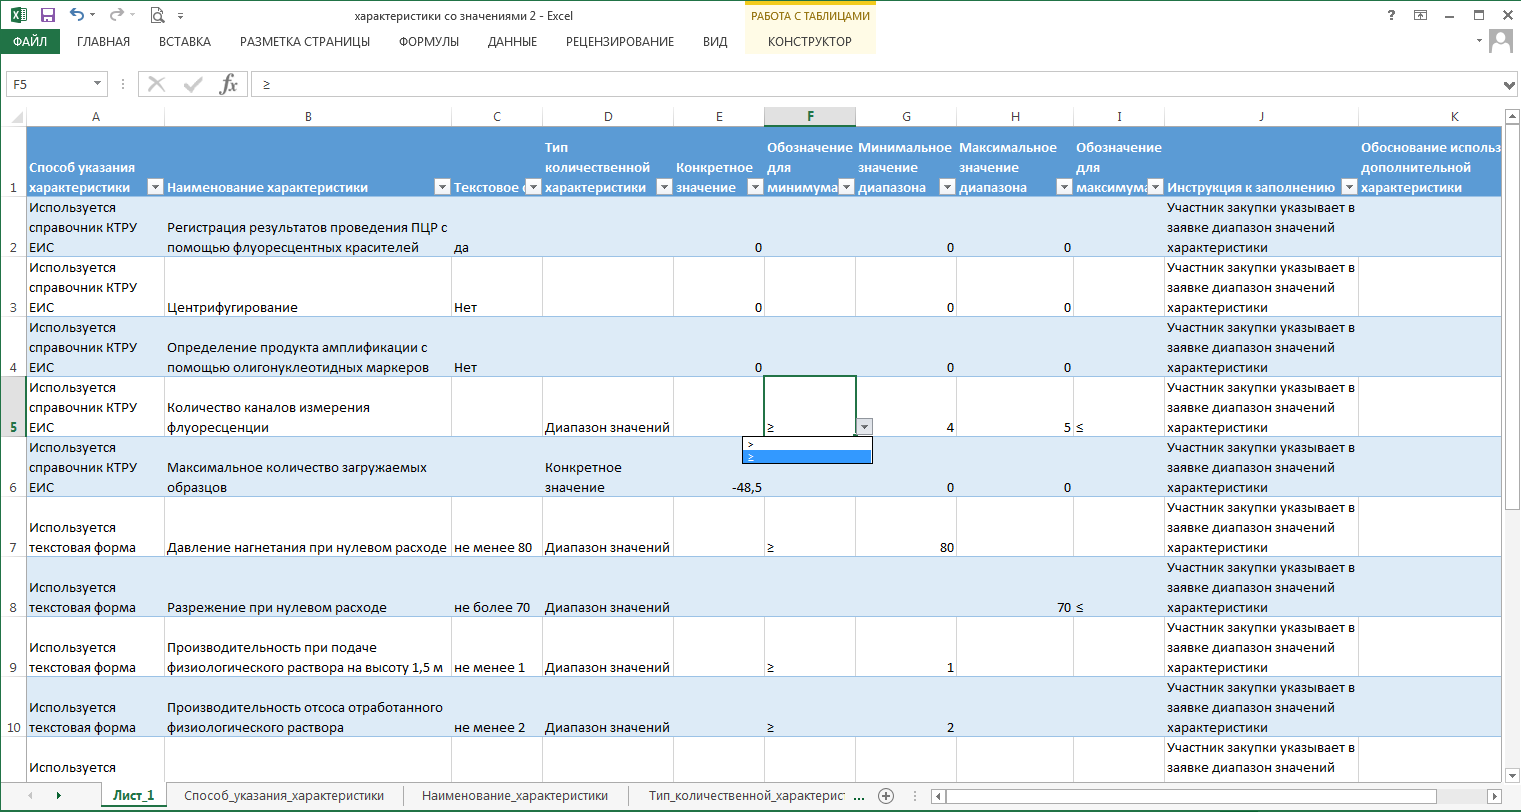 характеристики со значениями 2 - Excel
РАБОТА С ТАБЛИЦАМИ
ФАЙЛ ГЛАВНАЯ ВСТАВКА РАЗМЕТКА СТРАНИЦЫ ФОРМУЛЫ ДАННЫЕ РЕЦЕНЗИРОВАНИЕ ВИД КОНСТРУКТОР
F5 fx ≥
A B C D E F G H I J K
1
Способ указания
характеристики
Наименование характеристики
Текстовое
Тип
количественной
характеристики
Конкретное
значение
Обозначение
для
минимума
Минимальное
значение
диапазона
Максимальное
значение
диапазона
Обозначение
для
максимума
Инструкция к заполнению
Обоснование использ
дополнительной
характеристики
2
Используется
справочник КТРУ
ЕИС
Регистрация результатов проведения ПЦР с
помощью флуоресцентных красителей
да
0
0
0
Участник закупки указывает в
заявке диапазон значений
характеристики
3
Используется
справочник КТРУ
ЕИС
Центрифугирование
Нет
0
0
0
Участник закупки указывает в
заявке диапазон значений
характеристики
4
Используется
справочник КТРУ
ЕИС
Определение продукта амплификации с
помощью олигонуклеотидных маркеров
Нет
0
0
0
Участник закупки указывает в
заявке диапазон значений
характеристики
5
Используется
справочник КТРУ
ЕИС
Количество каналов измерения
флуоресценции
Диапазон значений
≥
4
5
≤
Участник закупки указывает в
заявке диапазон значений
характеристики
>
≥
6
Используется
справочник КТРУ
ЕИС
Максимальное количество загружаемых
образцов
Конкретное
значение
-48,5
0
0
Участник закупки указывает в
заявке диапазон значений
характеристики
7
Используется
текстовая форма
Давление нагнетания при нулевом расходе
не менее 80
Диапазон значений
≥
80
Участник закупки указывает в
заявке диапазон значений
характеристики
8
Используется
текстовая форма
Разрежение при нулевом расходе
не более 70
Диапазон значений
70
≤
Участник закупки указывает в
заявке диапазон значений
характеристики
9
Используется
текстовая форма
Производительность при подаче
физиологического раствора на высоту 1,5 м
не менее 1
Диапазон значений
≥
1
Участник закупки указывает в
заявке диапазон значений
характеристики
10
Используется
текстовая форма
Производительность отсоса отработанного
физиологического раствора
не менее 2
Диапазон значений
≥
2
Участник закупки указывает в
заявке диапазон значений
характеристики
Используется
Участник закупки указывает в
заявке диапазон значений
Лист_1 Способ_указания_характеристики Наименование_характеристики Тип_количественной_характерист ...